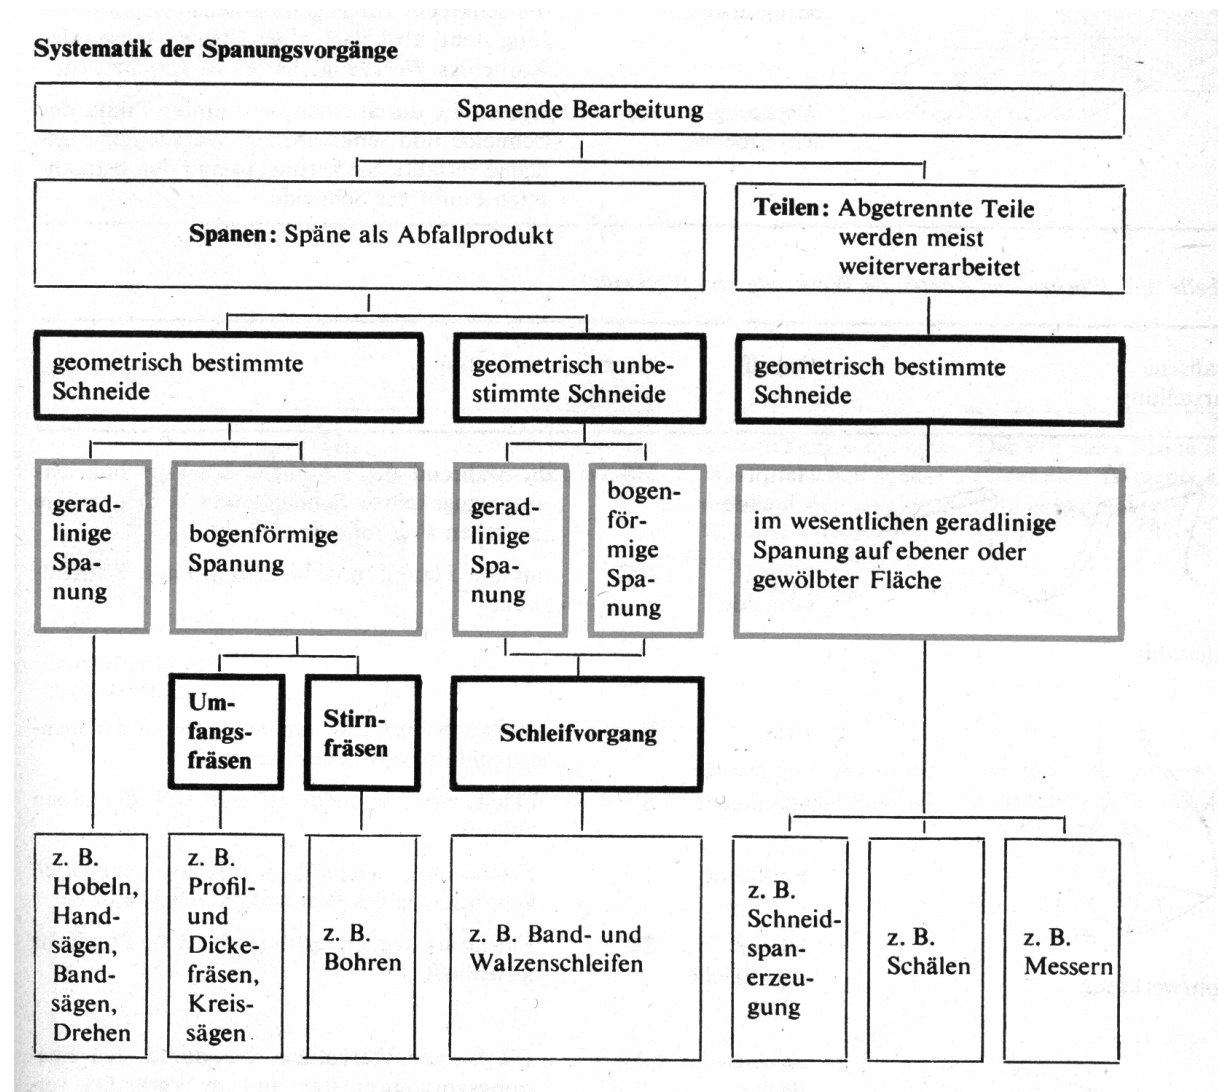 Systematik der Spanungsvorgänge
Spanende Bearbeitung
Spanen: Späne als Abfallprodukt
Teilen: Abgetrennte Teile
werden meist
weiterverarbeitet
geometrisch bestimmte
Schneide
geometrisch unbe-
stimmte Schneide
geometrisch bestimmte
Schneide
gerad-
linige
Spa-
nung
bogenförmige
Spanung
gerad-
linige
Spa-
nung
bogen-
för-
mige
Spa-
nung
im wesentlichen geradlinige
Spanung auf ebener oder
gewölbter Fläche
Um-
fangs-
fräsen
Stirn-
fräsen
Schleifvorgang
z. B.
Hobeln,
Hand-
sägen,
Band-
sägen,
Drehen
z. B.
Profil-
und
Dicke-
fräsen,
Kreis-
sägen
z. B.
Bohren
z. B. Band- und
Walzenschleifen
z. B.
Schneid-
span-
erzeu-
gung
z. B.
Schälen
z. B.
Messern